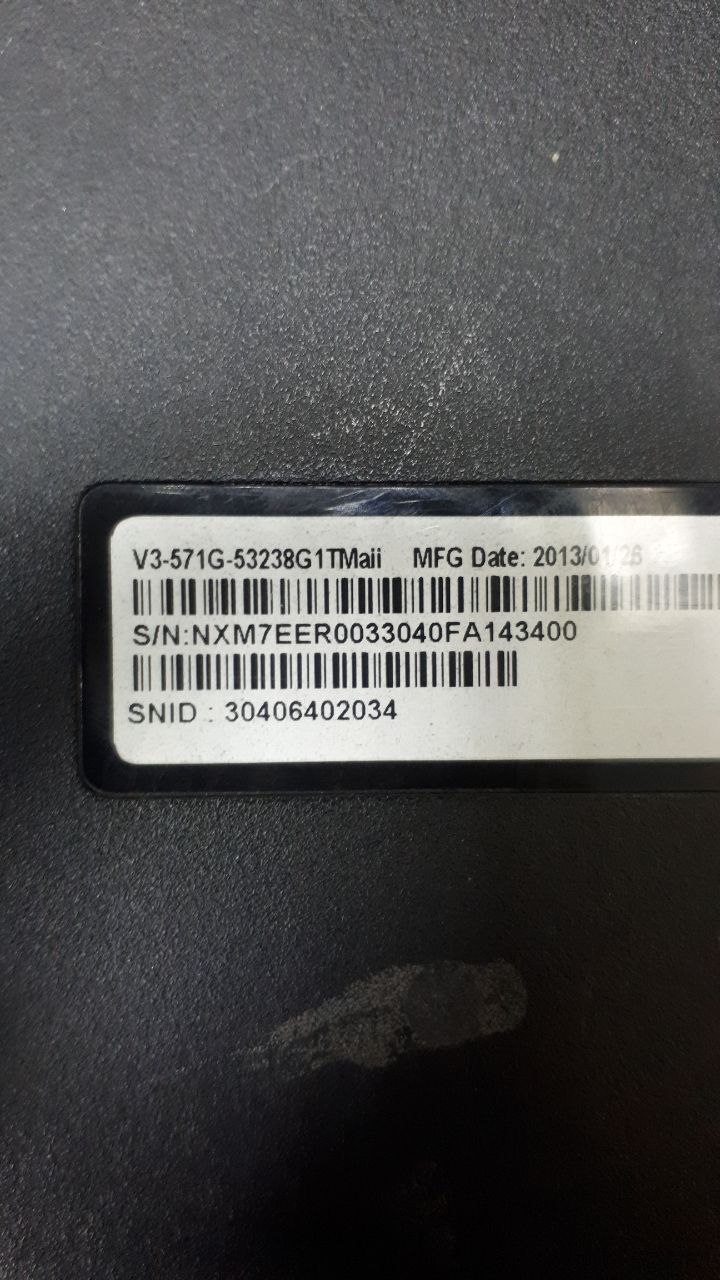 V3-571G-53238G1TMaii MFG Date: 2013/01/26
S/N:NXM7EER0033040FA143400
SNID : 30406402034